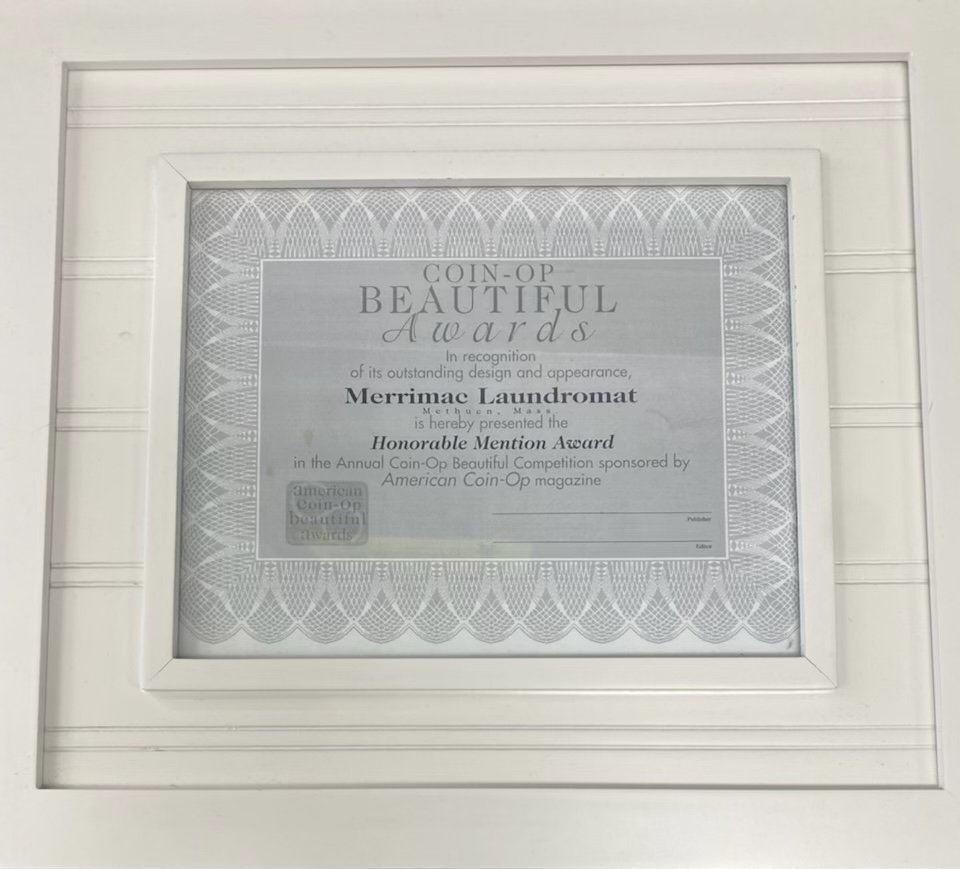 COIN-OP
BEAUTIFUL
Awards
In recognition
of its outstanding design and appearance,
Merrimac Laundromat
Methuen, Mass.
is hereby presented the
Honorable Mention Award
in the Annual Coin-Op Beautiful Competition sponsored by
American Coin-Op magazine
american
Coin-Op
beautiful
awards
Publisher
Editor